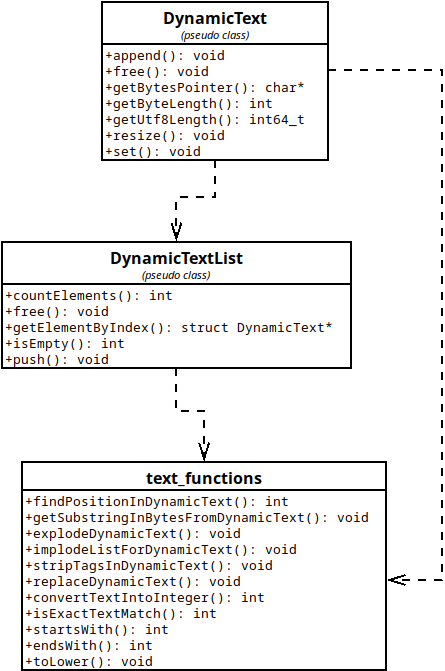 DynamicText
(pseudo class)
+append(): void
+free(): void
+getBytesPointer(): char*
+getByteLength(): int
+getUtf8Length(): int64_t
+resize(): void
+set(): void
DynamicTextList
(pseudo class)
+countElements(): int
+free(): void
+getElementByIndex(): struct DynamicText*
+isEmpty(): int
+push(): void
text_functions
+findPositionInDynamicText(): int
+getSubstringInBytesFromDynamicText(): void
+explodeDynamicText(): void
+implodeListForDynamicText(): void
+stripTagsInDynamicText(): void
+replaceDynamicText(): void
+convertTextIntoInteger(): int
+isExactTextMatch(): int
+startsWith(): int
+endsWith(): int
+toLower(): void